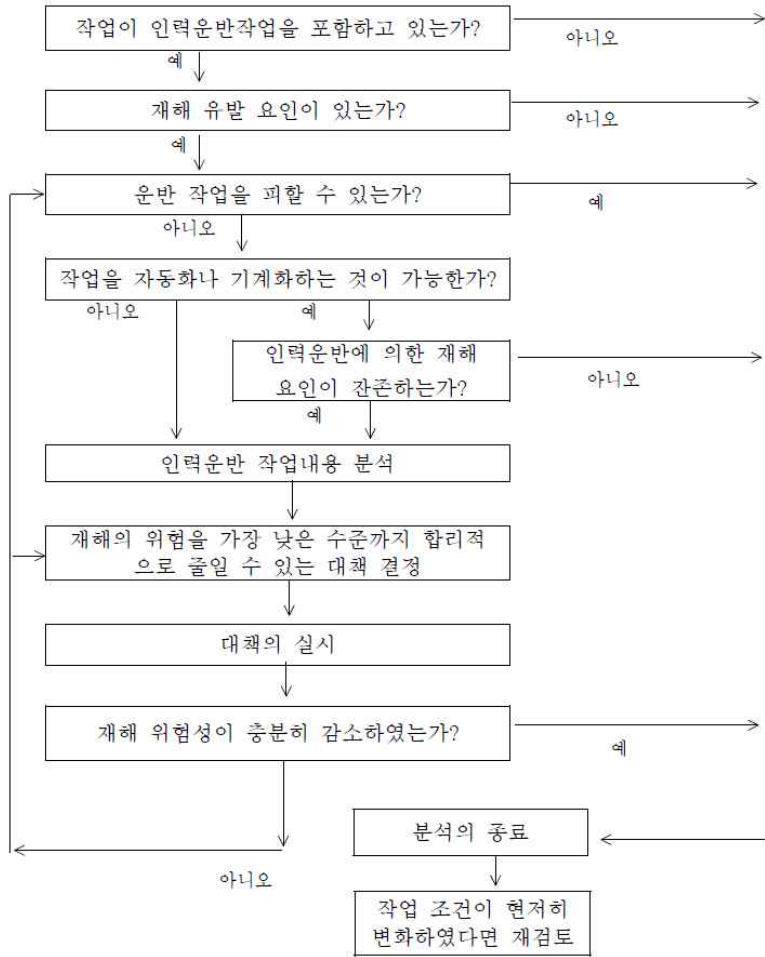 작업이 인력운반작업을 포함하고 있는가?
아니오
예
재해 유발 요인이 있는가?
아니오
예
운반 작업을 피할 수 있는가?
예
아니오
작업을 자동화나 기계화하는 것이 가능한가?
아니오
예
인력운반에 의한 재해
요인이 잔존하는가?
아니오
예
인력운반 작업내용 분석
재해의 위험을 가장 낮은 수준까지 합리적
으로 줄일 수 있는 대책 결정
대책의 실시
재해 위험성이 충분히 감소하였는가?
예
분석의 종료
아니오
작업 조건이 현저히
변화하였다면 재검토